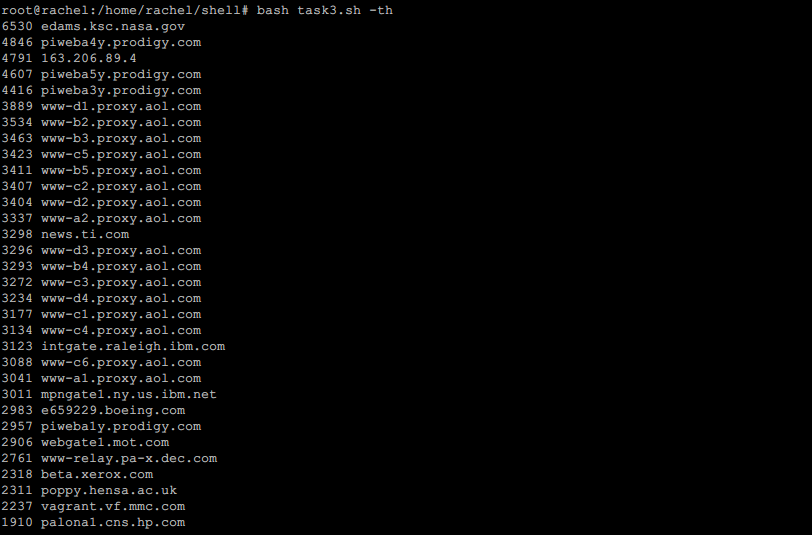 root@rachel:/home/rachel/shell# bash task3.sh -th
6530 edams.ksc.nasa.gov
4846 piweba4y.prodigy.com
4791 163.206.89.4
4607 piweba5y.prodigy.com
4416 piweba3y.prodigy.com
3889 www-d1.proxy.aol.com
3534 www-b2.proxy.aol.com
3463 www-b3.proxy.aol.com
3423 www-c5.proxy.aol.com
3411 www-b5.proxy.aol.com
3407 www-c2.proxy.aol.com
3404 www-d2.proxy.aol.com
3337 www-a2.proxy.aol.com
3298 news.ti.com
3296 www-d3.proxy.aol.com
3293 www-b4.proxy.aol.com
3272 www-c3.proxy.aol.com
3234 www-d4.proxy.aol.com
3177 www-c1.proxy.aol.com
3134 www-c4.proxy.aol.com
3123 intgate.raleigh.ibm.com
3088 www-c6.proxy.aol.com
3041 www-a1.proxy.aol.com
3011 mpngate1.ny.us.ibm.net
2983 e659229.boeing.com
2957 piweba1y.prodigy.com
2906 webgate1.mot.com
2761 www-relay.pa-x.dec.com
2318 beta.xerox.com
2311 poppy.hensa.ac.uk
2237 vagrant.vf.mmc.com
1910 palona1.cns.hp.com